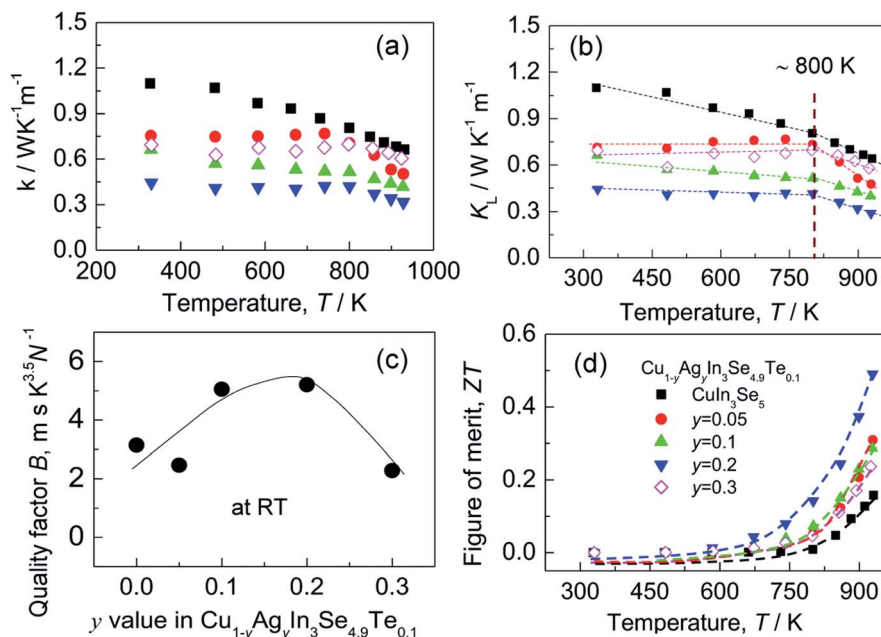 (a)
k / WK⁻¹m⁻¹
1.5
1.2
0.9
0.6
0.3
0.0
200 400 600 800 1000
Temperature, T / K
(b)
~ 800 K
K_L / W K⁻¹ m⁻¹
1.5
1.2
0.9
0.6
0.3
0.0
300 450 600 750 900
Temperature, T / K
(c)
Quality factor B, m s K^3.5 N⁻¹
8
6
4
2
0
at RT
0.0 0.1 0.2 0.3
y value in Cu₁₋ᵧAgᵧIn₃Se₄.₉Te₀.₁
(d)
Figure of merit, ZT
0.6
0.4
0.2
0.0
Cu₁₋ᵧAgᵧIn₃Se₄.₉Te₀.₁
CuIn₃Se₅
y=0.05
y=0.1
y=0.2
y=0.3
300 450 600 750 900
Temperature, T / K